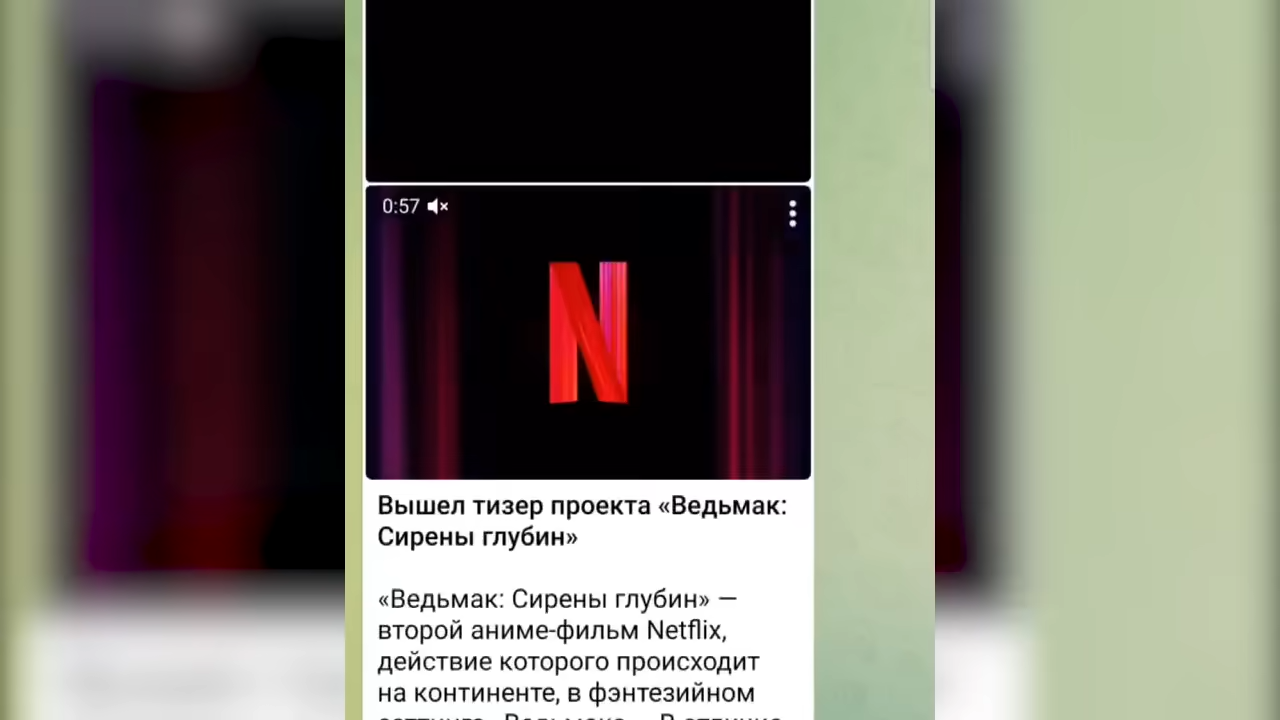 0:57
N
Вышел тизер проекта «Ведьмак:
Сирены глубин»
«Ведьмак: Сирены глубин» —
второй аниме-фильм Netflix,
действие которого происходит
на континенте, в фэнтезийном